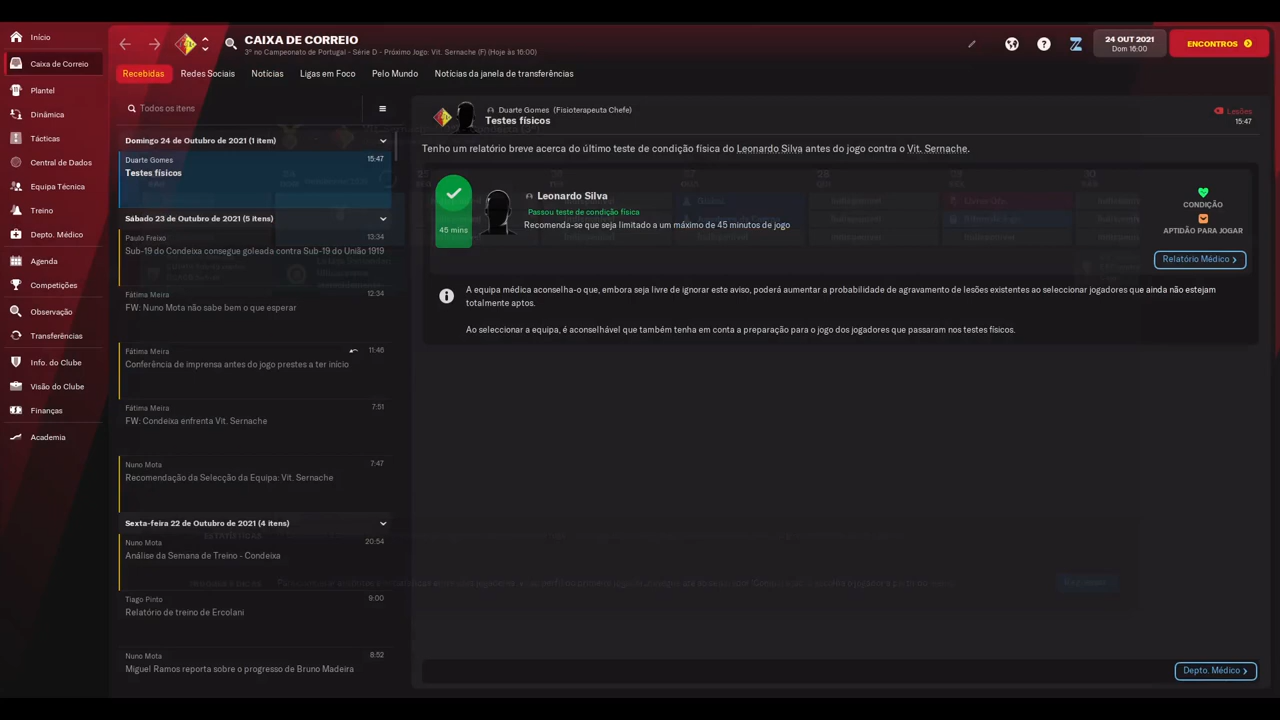 Início
Caixa de Correio
Plantel
Dinâmica
Tácticas
Central de Dados
Equipa Técnica
Treino
Depto. Médico
Agenda
Competições
Observação
Transferências
Info. do Clube
Visão do Clube
Finanças
Academia
CAIXA DE CORREIO
3º no Campeonato de Portugal - Série D - Próximo Jogo: Vit. Sernache (F) (Hoje às 16:00)
24 OUT 2021
Dom 16:00
ENCONTROS
Recebidas
Redes Sociais
Notícias
Ligas em Foco
Pelo Mundo
Notícias da janela de transferências
Todos os itens
Domingo 24 de Outubro de 2021 (1 item)
Duarte Gomes 15:47
Testes físicos
Sábado 23 de Outubro de 2021 (5 itens)
Paulo Freixo 13:34
Sub-19 do Condeixa consegue goleada contra Sub-19 do União 1919
Fátima Meira 12:34
FW: Nuno Mota não sabe bem o que esperar
Fátima Meira 11:46
Conferência de imprensa antes do jogo prestes a ter início
Fátima Meira 7:51
FW: Condeixa enfrenta Vit. Sernache
Nuno Mota 7:47
Recomendação da Selecção da Equipa: Vit. Sernache
Sexta-feira 22 de Outubro de 2021 (4 itens)
Nuno Mota 20:54
Análise da Semana de Treino - Condeixa
Tiago Pinto 9:00
Relatório de treino de Ercolani
Nuno Mota 8:52
Miguel Ramos reporta sobre o progresso de Bruno Madeira
Duarte Gomes (Fisioterapeuta Chefe)
Testes físicos
Lesões
15:47
Tenho um relatório breve acerca do último teste de condição física do Leonardo Silva antes do jogo contra o Vit. Sernache.
45 mins
Leonardo Silva
Passou teste de condição física
Recomenda-se que seja limitado a um máximo de 45 minutos de jogo
CONDIÇÃO
APTIDÃO PARA JOGAR
Relatório Médico
A equipa médica aconselha-o que, embora seja livre de ignorar este aviso, poderá aumentar a probabilidade de agravamento de lesões existentes ao seleccionar jogadores que ainda não estejam
totalmente aptos.
Ao seleccionar a equipa, é aconselhável que também tenha em conta a preparação para o jogo dos jogadores que passaram nos testes físicos.
Depto. Médico